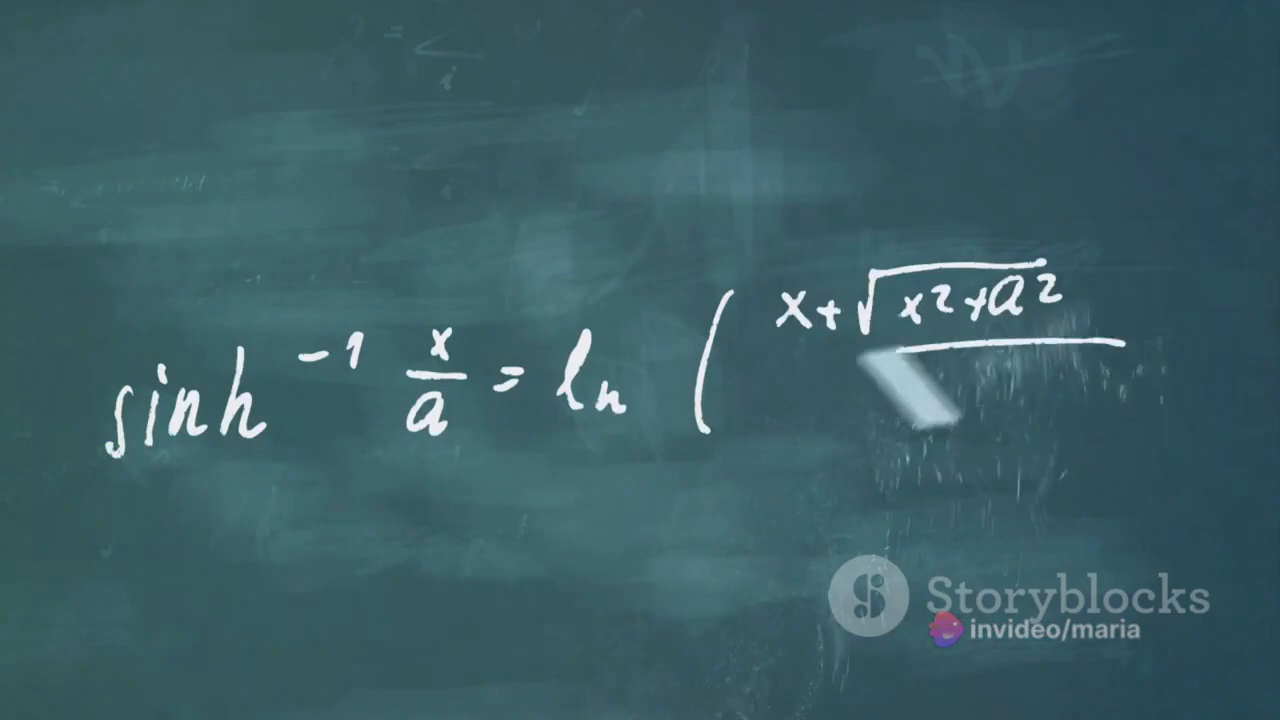 sinh⁻¹ x/a = ln ( x+√x²+a²
Storyblocks
invideo/maria